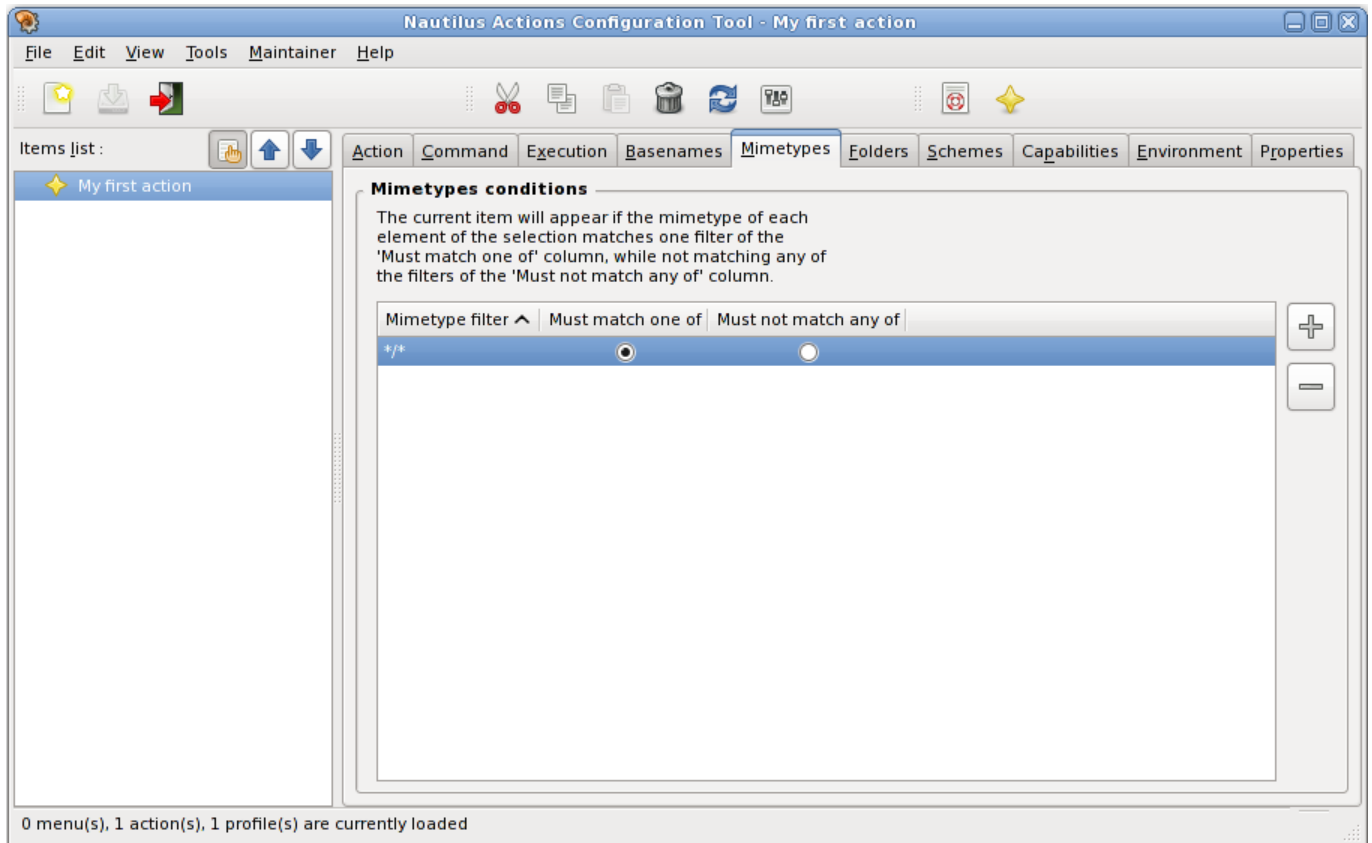 Nautilus Actions Configuration Tool - My first action
File Edit View Tools Maintainer Help
Items list :
Action Command Execution Basenames Mimetypes Folders Schemes Capabilities Environment Properties
My first action
Mimetypes conditions
The current item will appear if the mimetype of each
element of the selection matches one filter of the
'Must match one of' column, while not matching any of
the filters of the 'Must not match any of' column.
Mimetype filter Must match one of Must not match any of
*/*
0 menu(s), 1 action(s), 1 profile(s) are currently loaded